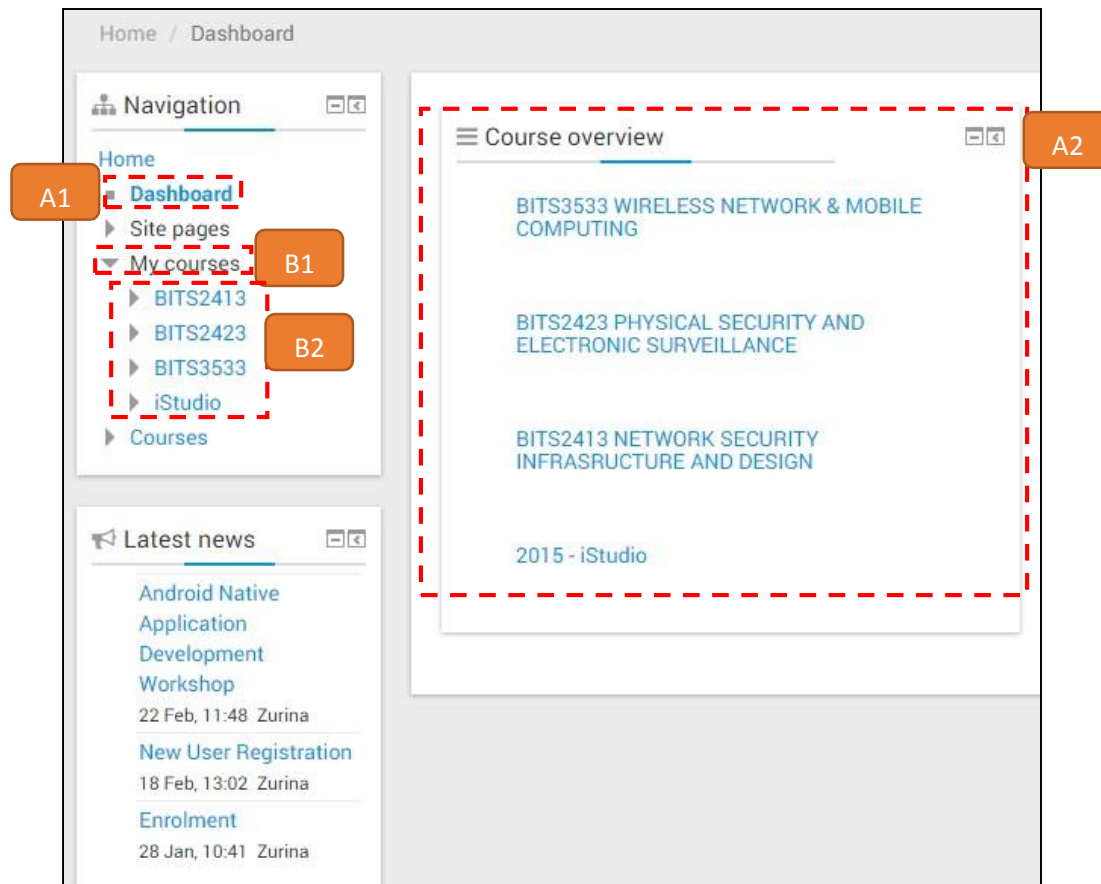 Home / Dashboard
Navigation
Home
A1
Dashboard
Site pages
My courses
B1
BITS2413
BITS2423
B2
BITS3533
iStudio
Courses
Latest news
Android Native
Application
Development
Workshop
22 Feb, 11:48 Zurina
New User Registration
18 Feb, 13:02 Zurina
Enrolment
28 Jan, 10:41 Zurina
Course overview
A2
BITS3533 WIRELESS NETWORK & MOBILE
COMPUTING
BITS2423 PHYSICAL SECURITY AND
ELECTRONIC SURVEILLANCE
BITS2413 NETWORK SECURITY
INFRASRUCTURE AND DESIGN
2015 - iStudio